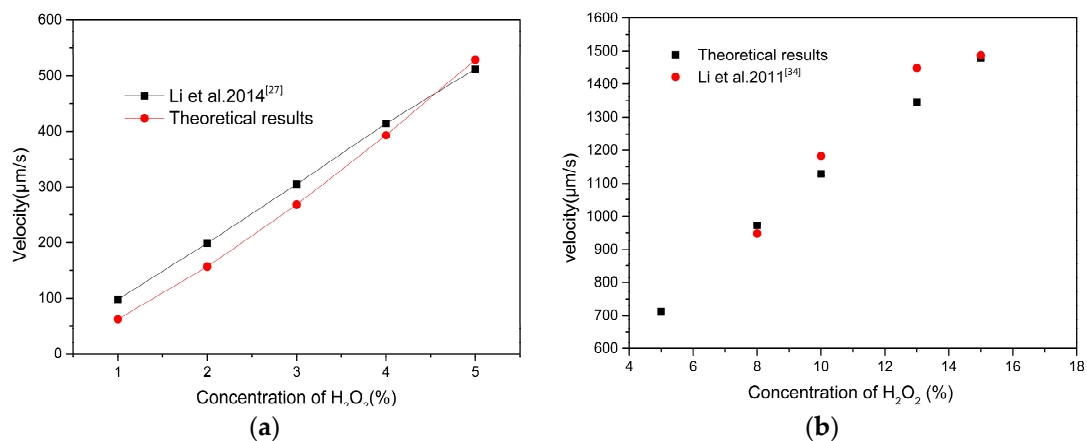 600
500
400
300
200
100
0
Velocity(μm/s)
Li et al.2014[27]
Theoretical results
1 2 3 4 5
Concentration of H2O2(%)
(a)
1600
1500
1400
1300
1200
1100
1000
900
800
700
600
velocity(μm/s)
Theoretical results
Li et al.2011[34]
4 6 8 10 12 14 16 18
Concentration of H2O2 (%)
(b)